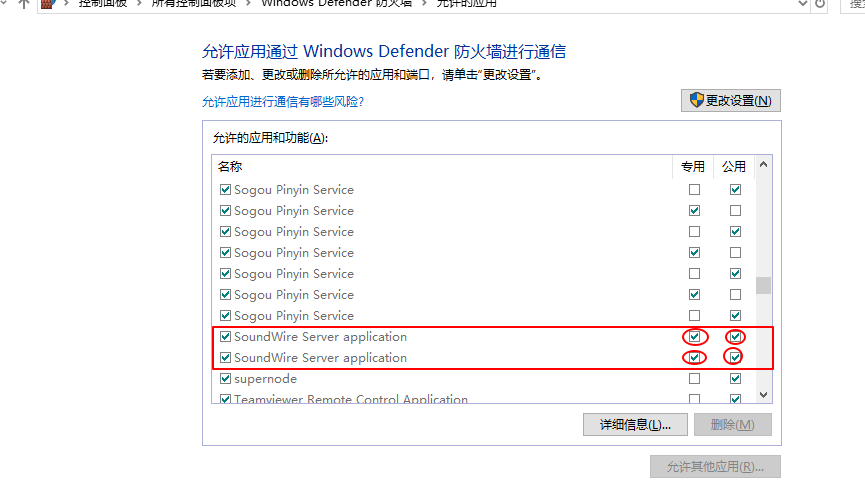 控制面板 > 所有控制面板项 > Windows Defender 防火墙 > 允许的应用
允许应用通过 Windows Defender 防火墙进行通信
若要添加、更改或删除所允许的应用和端口，请单击“更改设置”。
允许应用进行通信有哪些风险?
更改设置(N)
允许的应用和功能(A):
名称 专用 公用
Sogou Pinyin Service
Sogou Pinyin Service
Sogou Pinyin Service
Sogou Pinyin Service
Sogou Pinyin Service
Sogou Pinyin Service
Sogou Pinyin Service
SoundWire Server application
SoundWire Server application
supernode
Teamviewer Remote Control Application
详细信息(L)... 删除(M)
允许其他应用(R)...